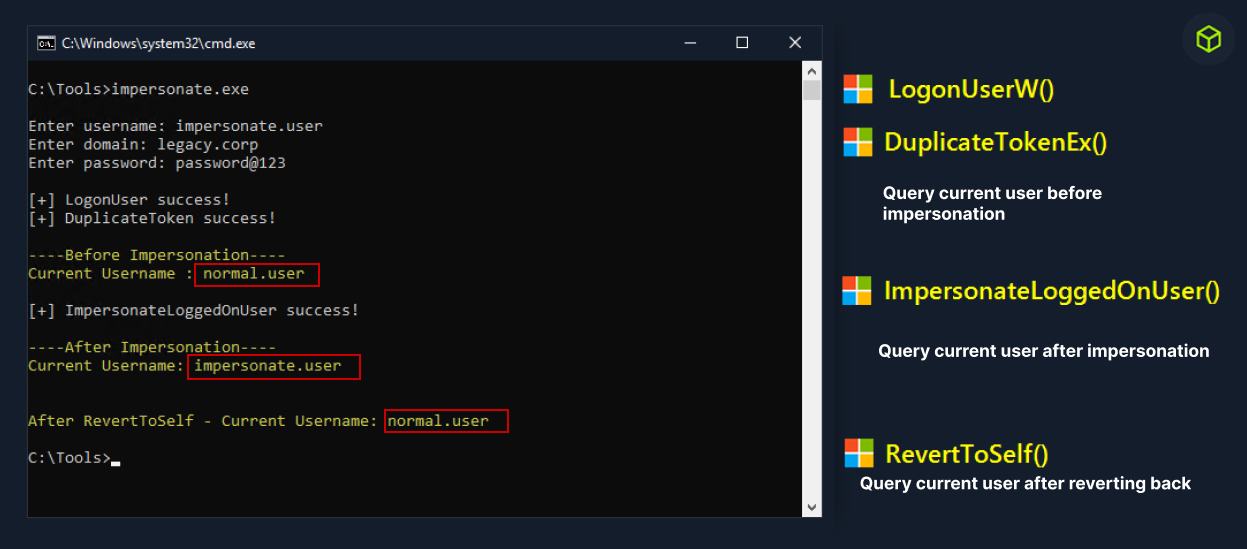 C:\Windows\system32\cmd.exe
C:\Tools>impersonate.exe
Enter username: impersonate.user
Enter domain: legacy.corp
Enter password: password@123
[+] LogonUser success!
[+] DuplicateToken success!
----Before Impersonation----
Current Username : normal.user
[+] ImpersonateLoggedOnUser success!
----After Impersonation----
Current Username: impersonate.user
After RevertToSelf - Current Username: normal.user
C:\Tools>
LogonUserW()
DuplicateTokenEx()
Query current user before
impersonation
ImpersonateLoggedOnUser()
Query current user after impersonation
RevertToSelf()
Query current user after reverting back